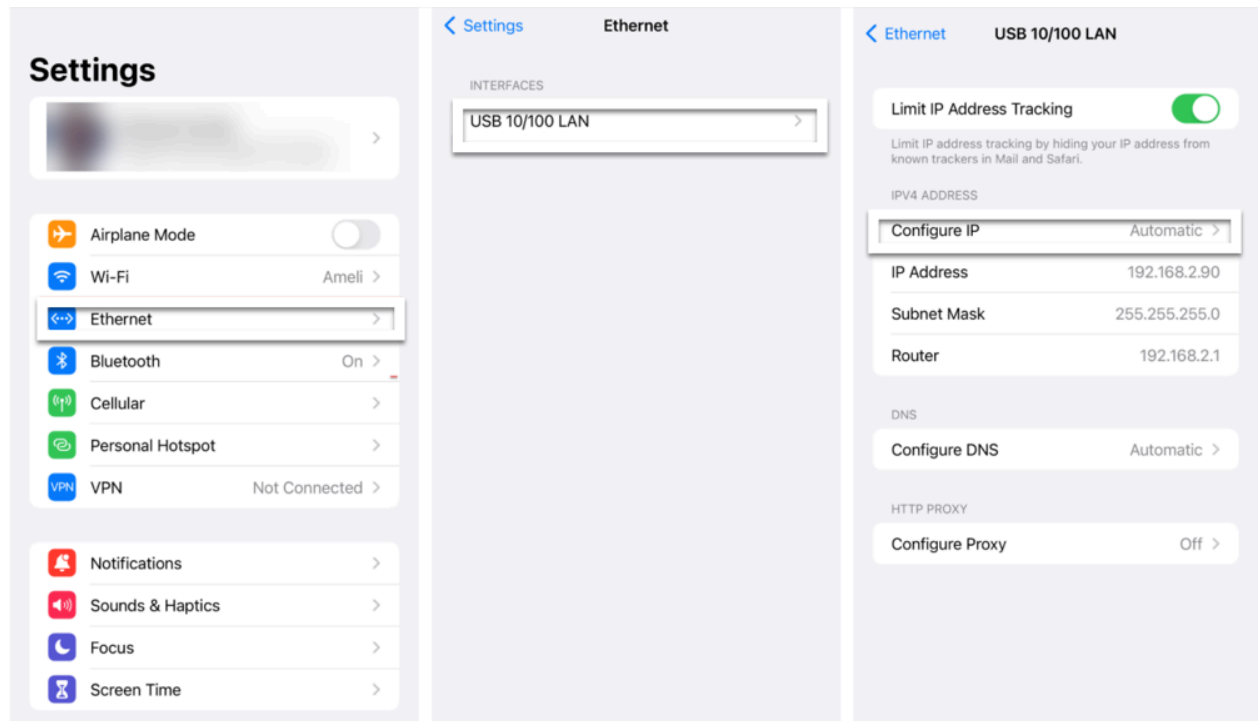 Settings
Airplane Mode
Wi-Fi Ameli
Ethernet
Bluetooth On
Cellular
Personal Hotspot
VPN VPN Not Connected
Notifications
Sounds & Haptics
Focus
Screen Time
Settings Ethernet
INTERFACES
USB 10/100 LAN
Ethernet USB 10/100 LAN
Limit IP Address Tracking
Limit IP address tracking by hiding your IP address from
known trackers in Mail and Safari.
IPV4 ADDRESS
Configure IP Automatic
IP Address 192.168.2.90
Subnet Mask 255.255.255.0
Router 192.168.2.1
DNS
Configure DNS Automatic
HTTP PROXY
Configure Proxy Off